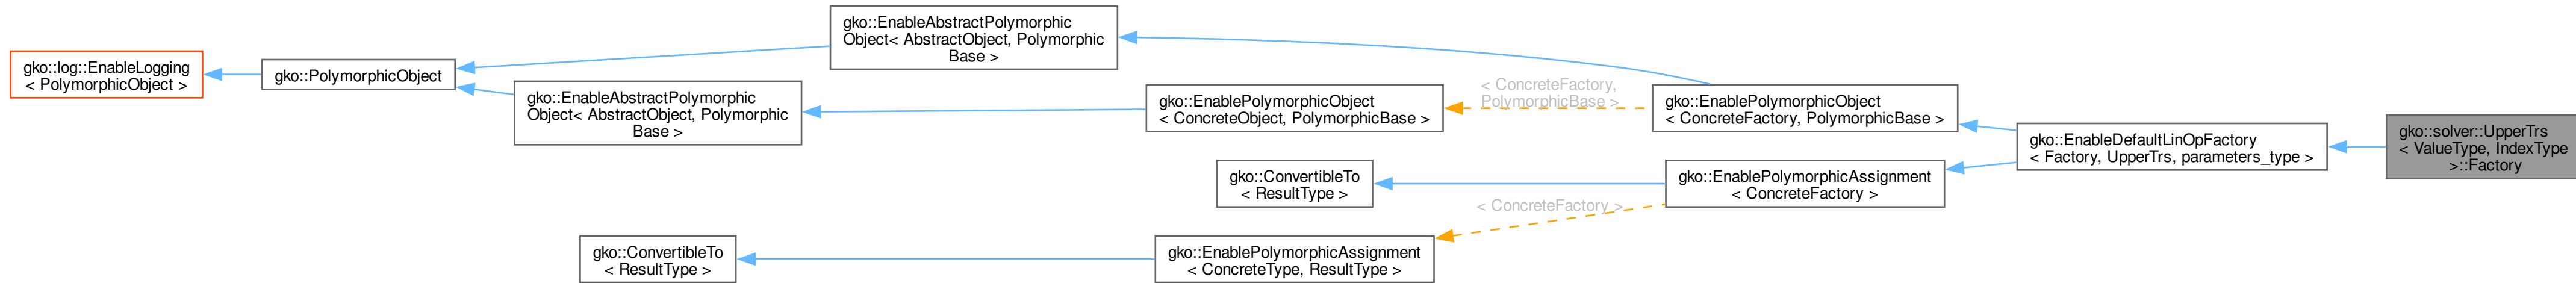 gko::log::EnableLogging
< PolymorphicObject >
gko::PolymorphicObject
gko::EnableAbstractPolymorphic
Object< AbstractObject, Polymorphic
Base >
gko::EnableAbstractPolymorphic
Object< AbstractObject, Polymorphic
Base >
gko::EnablePolymorphicObject
< ConcreteObject, PolymorphicBase >
< ConcreteFactory,
PolymorphicBase >
gko::EnablePolymorphicObject
< ConcreteFactory, PolymorphicBase >
gko::ConvertibleTo
< ResultType >
gko::EnablePolymorphicAssignment
< ConcreteFactory >
< ConcreteFactory >
gko::ConvertibleTo
< ResultType >
gko::EnablePolymorphicAssignment
< ConcreteType, ResultType >
gko::EnableDefaultLinOpFactory
< Factory, UpperTrs, parameters_type >
gko::solver::UpperTrs
< ValueType, IndexType
>::Factory